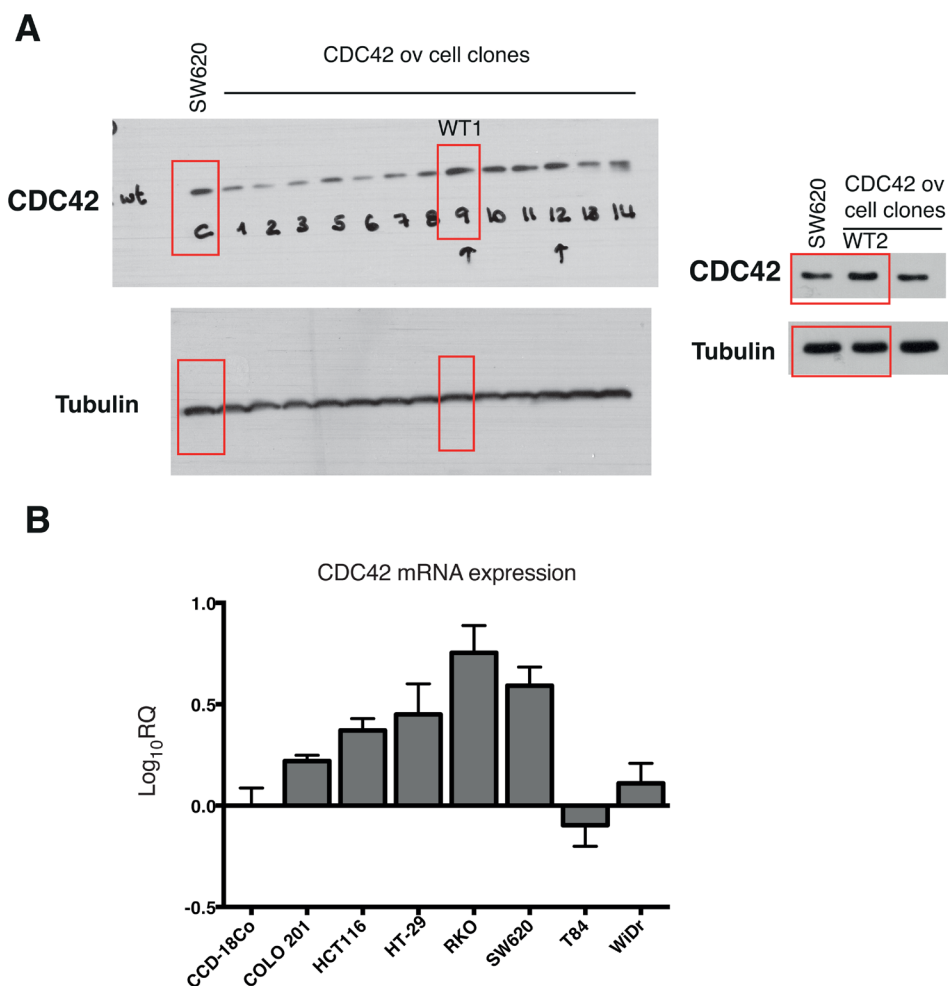 A
SW620
CDC42 ov cell clones
WT1
CDC42
wt
C 1 2 3 5 6 7 8 9 10 11 12 13 14
Tubulin
SW620
CDC42 ov
cell clones
WT2
CDC42
Tubulin
B
CDC42 mRNA expression
Log10RQ
1.0
0.5
0.0
-0.5
CCD-18Co
COLO 201
HCT116
HT-29
RKO
SW620
T84
WiDr